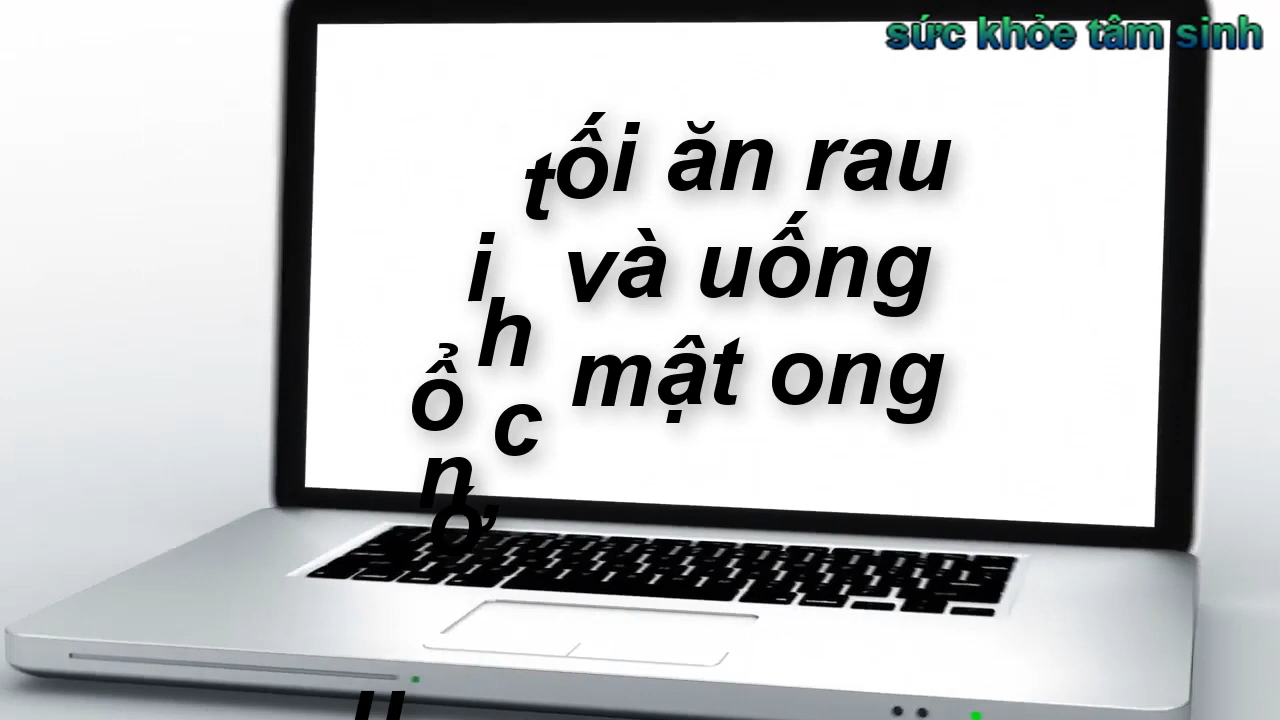 sức khỏe tâm sinh
tối ăn rau
và uống
mật ong